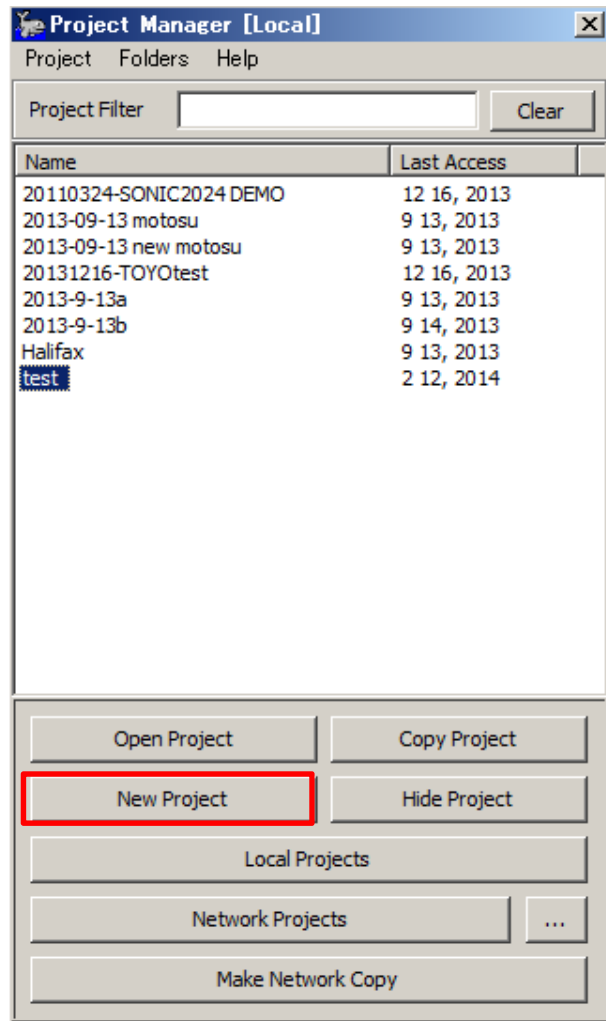 Project Manager [Local]
Project Folders Help
Project Filter Clear
Name Last Access
20110324-SONIC2024 DEMO 12 16, 2013
2013-09-13 motosu 9 13, 2013
2013-09-13 new motosu 9 13, 2013
20131216-TOYOtest 12 16, 2013
2013-9-13a 9 13, 2013
2013-9-13b 9 14, 2013
Halifax 9 13, 2013
test 2 12, 2014
Open Project Copy Project
New Project Hide Project
Local Projects
Network Projects ...
Make Network Copy